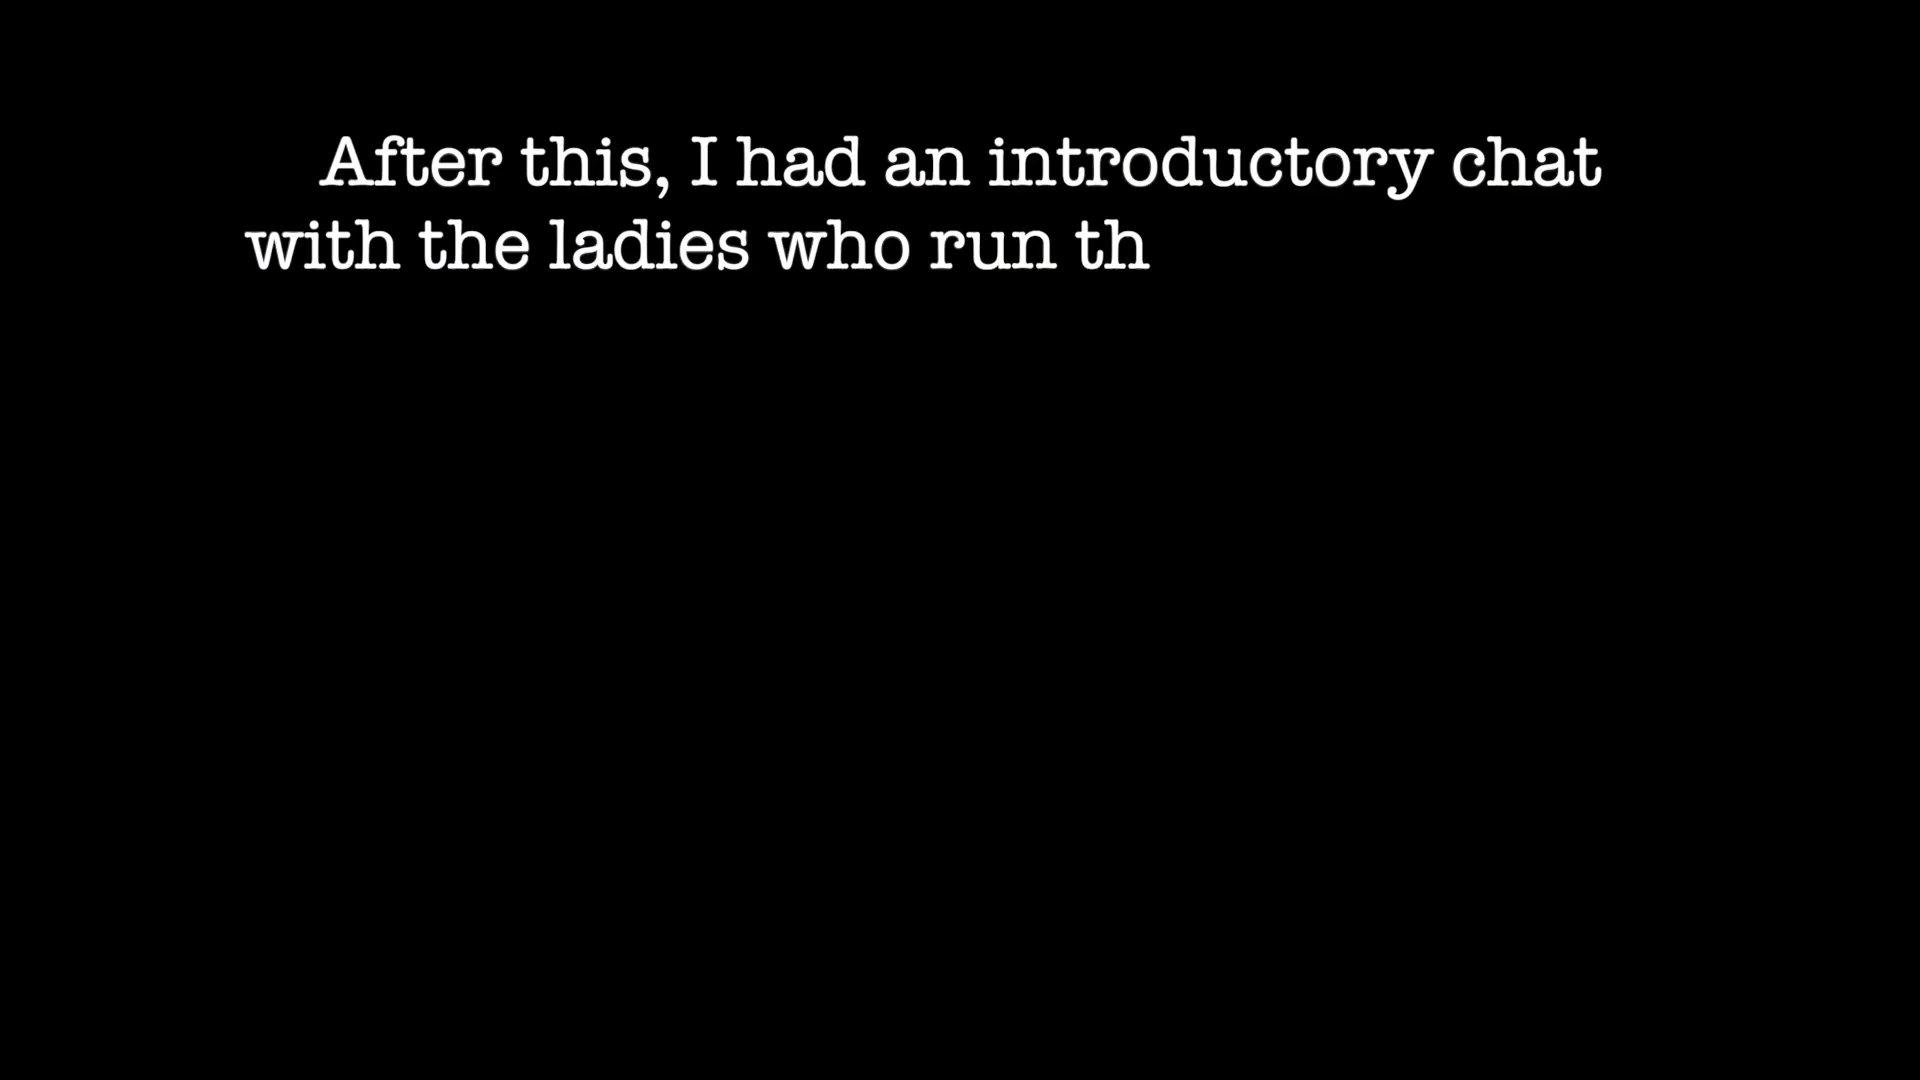 After this, I had an introductory chat
with the ladies who run th